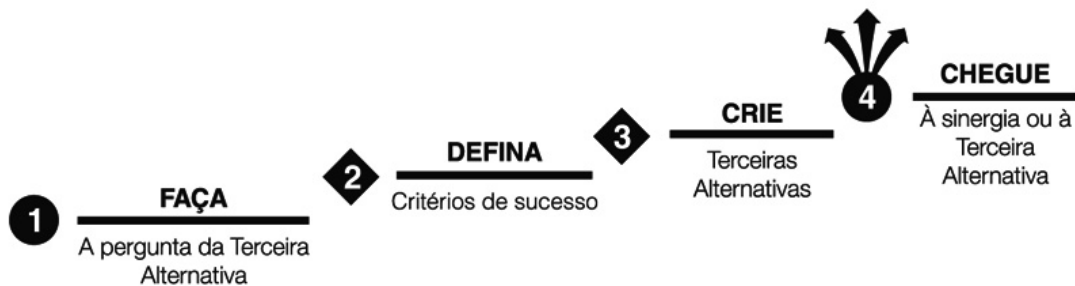 1
FAÇA
A pergunta da Terceira
Alternativa
2
DEFINA
Critérios de sucesso
3
CRIE
Terceiras
Alternativas
4
CHEGUE
À sinergia ou à
Terceira
Alternativa